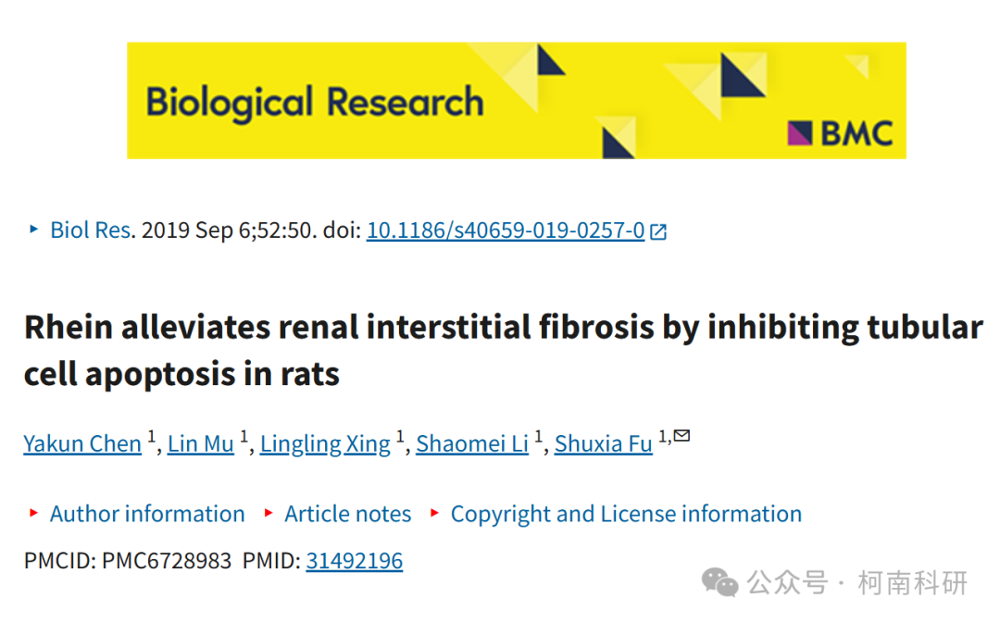 Biological Research
BMC
‣ Biol Res. 2019 Sep 6;52:50. doi: 10.1186/s40659-019-0257-0
Rhein alleviates renal interstitial fibrosis by inhibiting tubular
cell apoptosis in rats
Yakun Chen 1, Lin Mu 1, Lingling Xing 1, Shaomei Li 1, Shuxia Fu 1,✉
‣ Author information ‣ Article notes ‣ Copyright and License information
PMCID: PMC6728983 PMID: 31492196
公众号 · 柯南科研